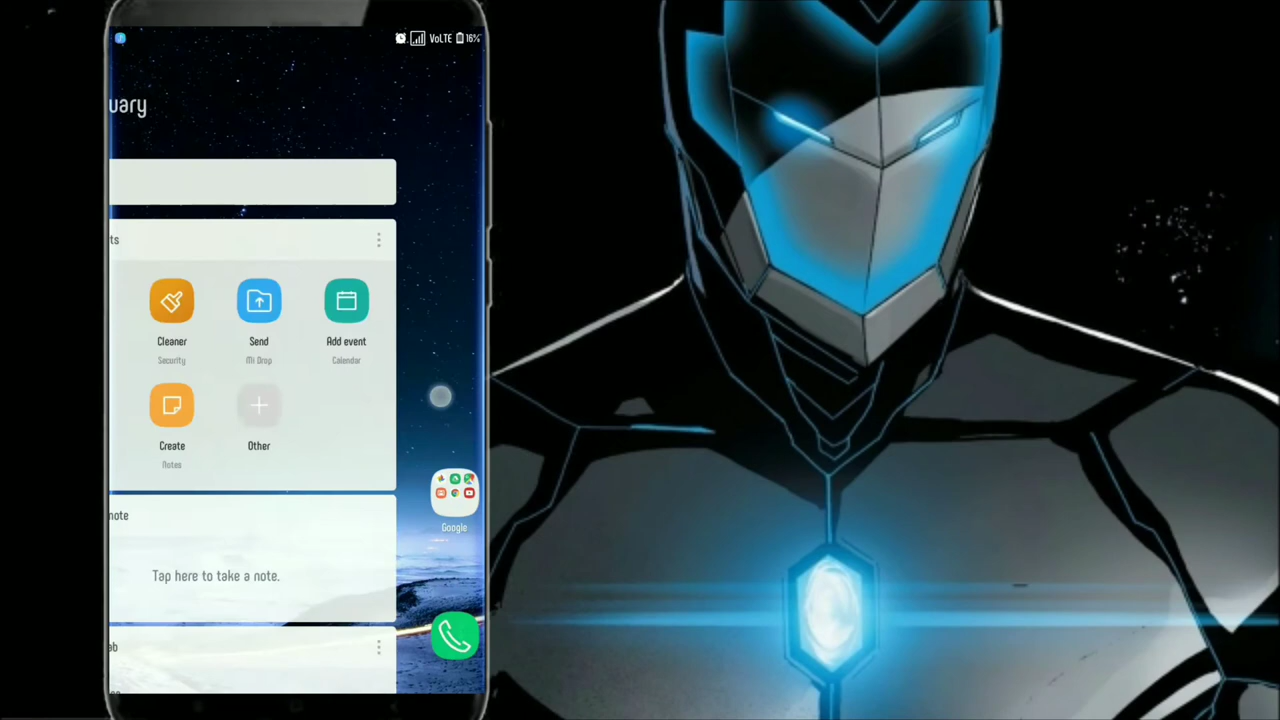 VoLTE 16%
uary
ts
Cleaner Send Add event
Security Mi Drop Calendar
Create Other
Notes
note
Tap here to take a note.
Google
ab